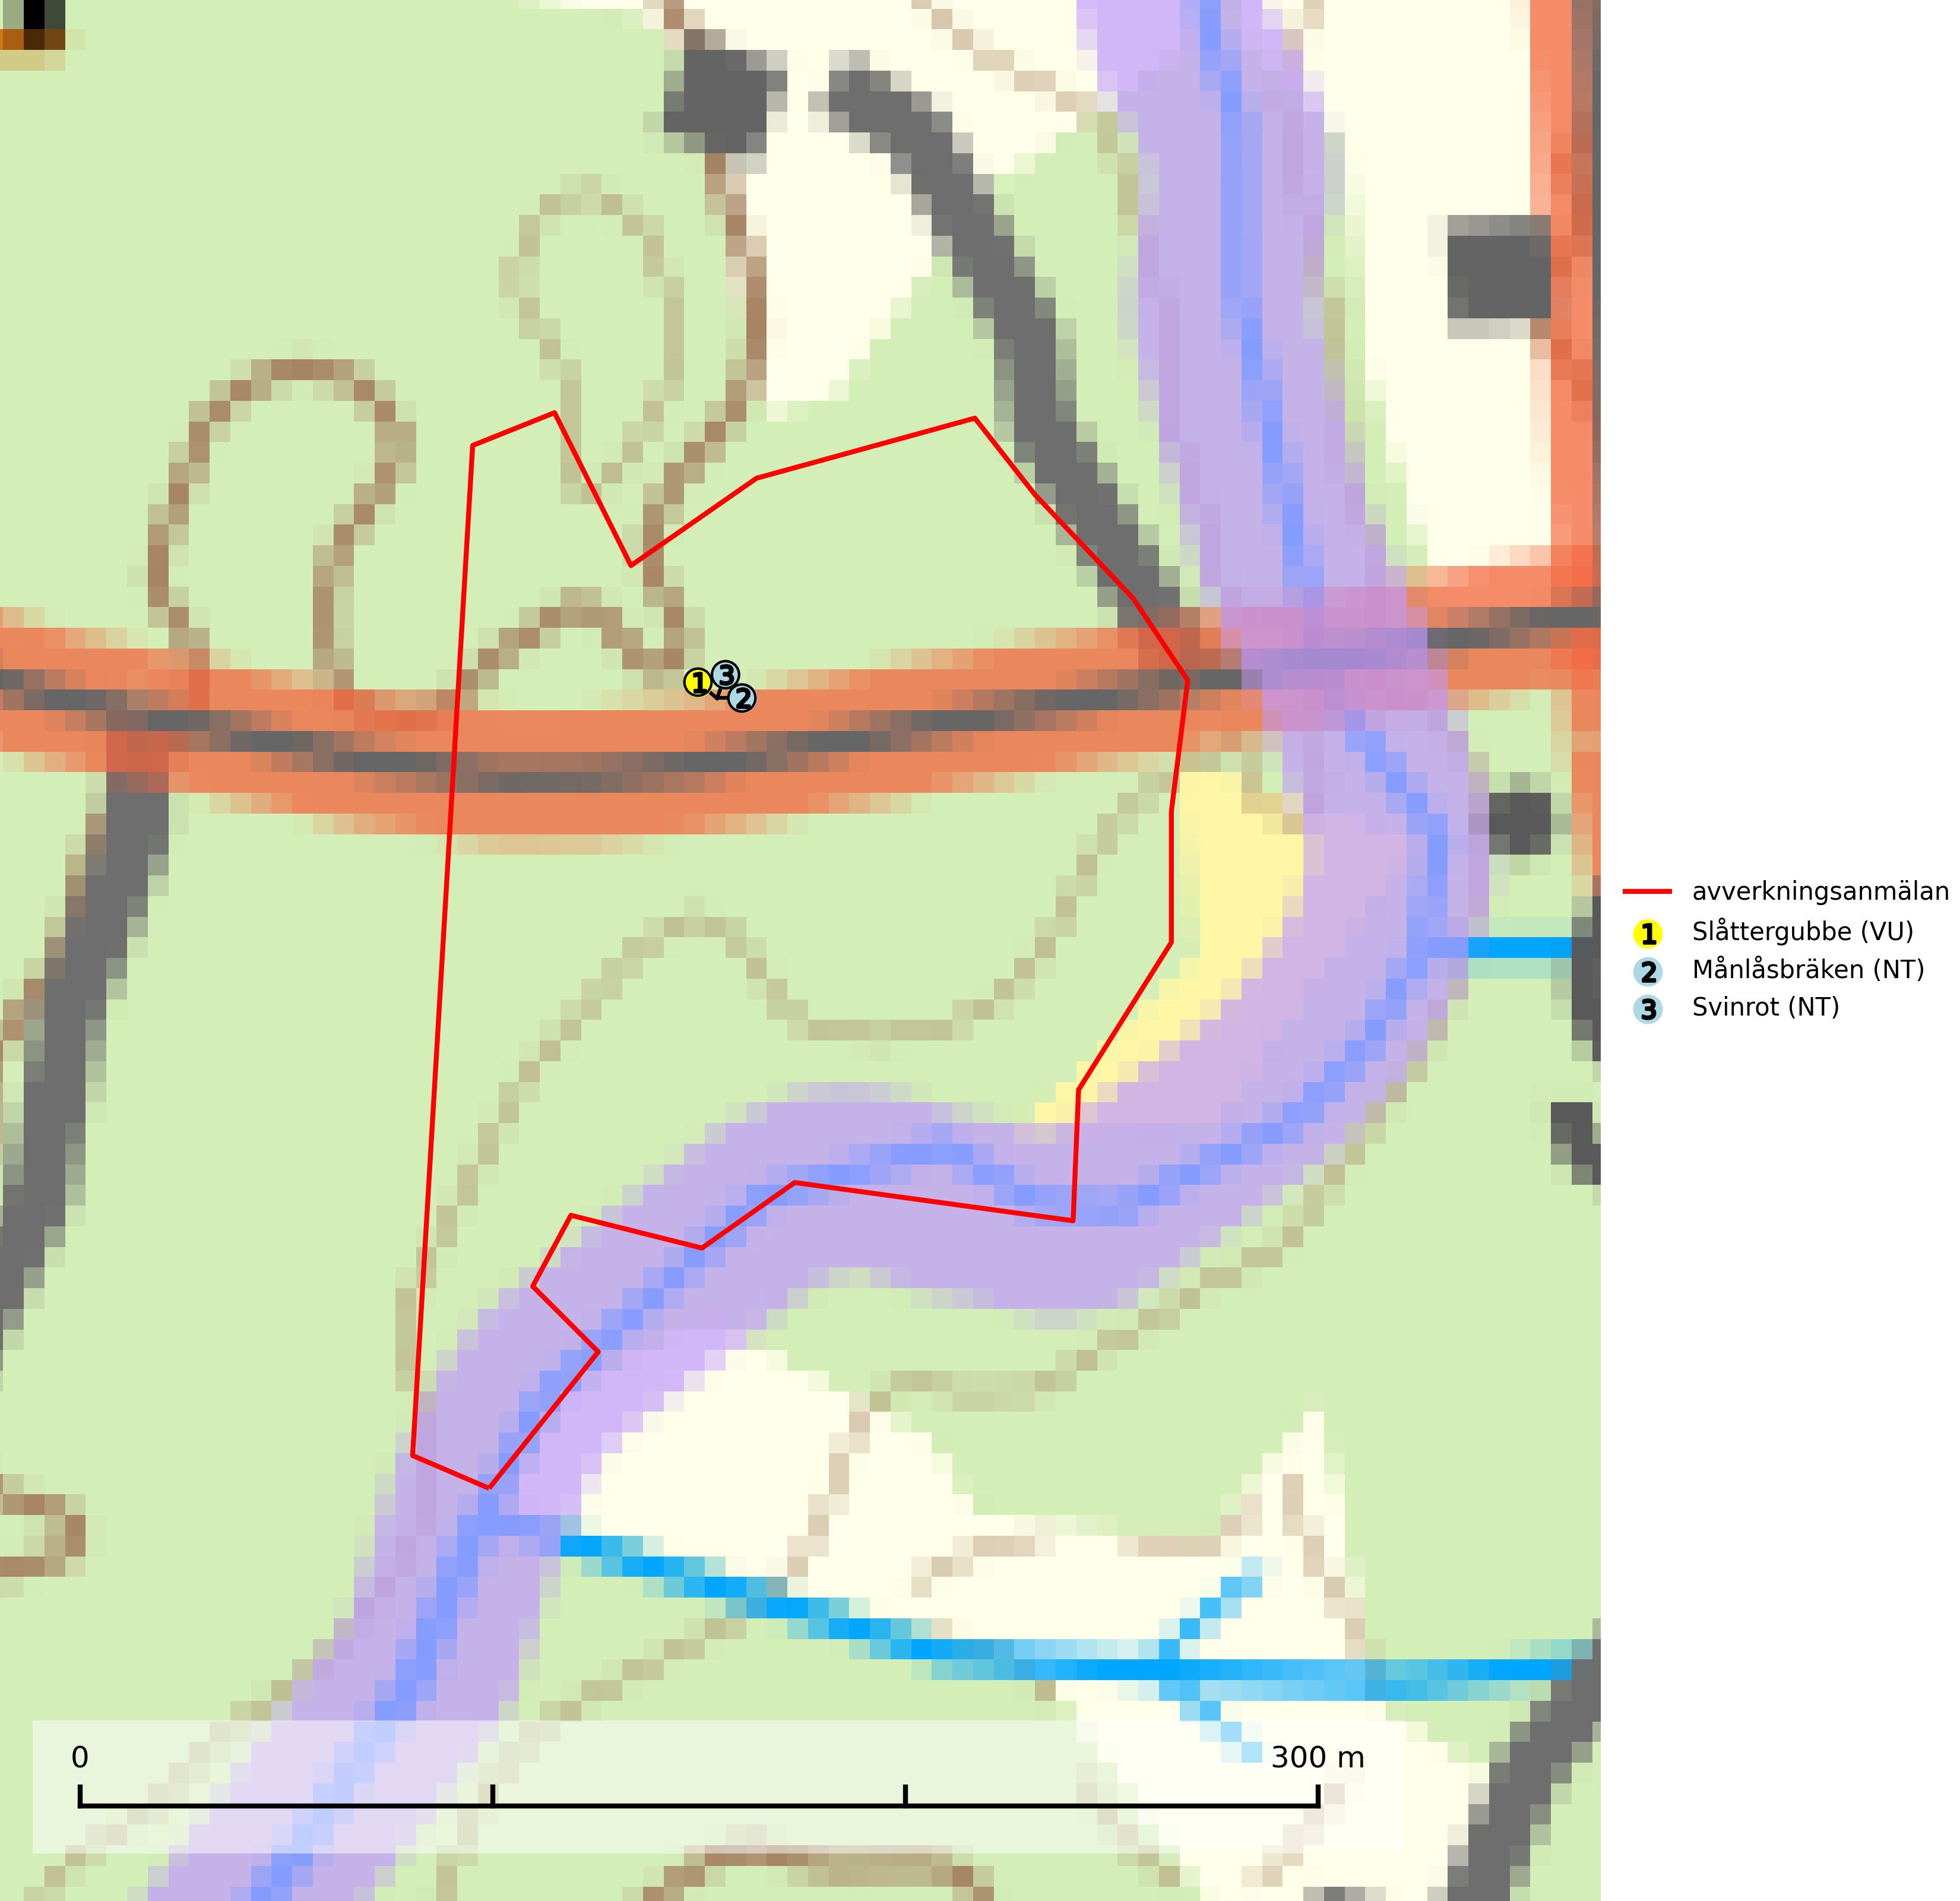 1
3
2
avverkningsanmälan
1 Slåttergubbe (VU)
2 Månlåsbräken (NT)
3 Svinrot (NT)
0 300 m